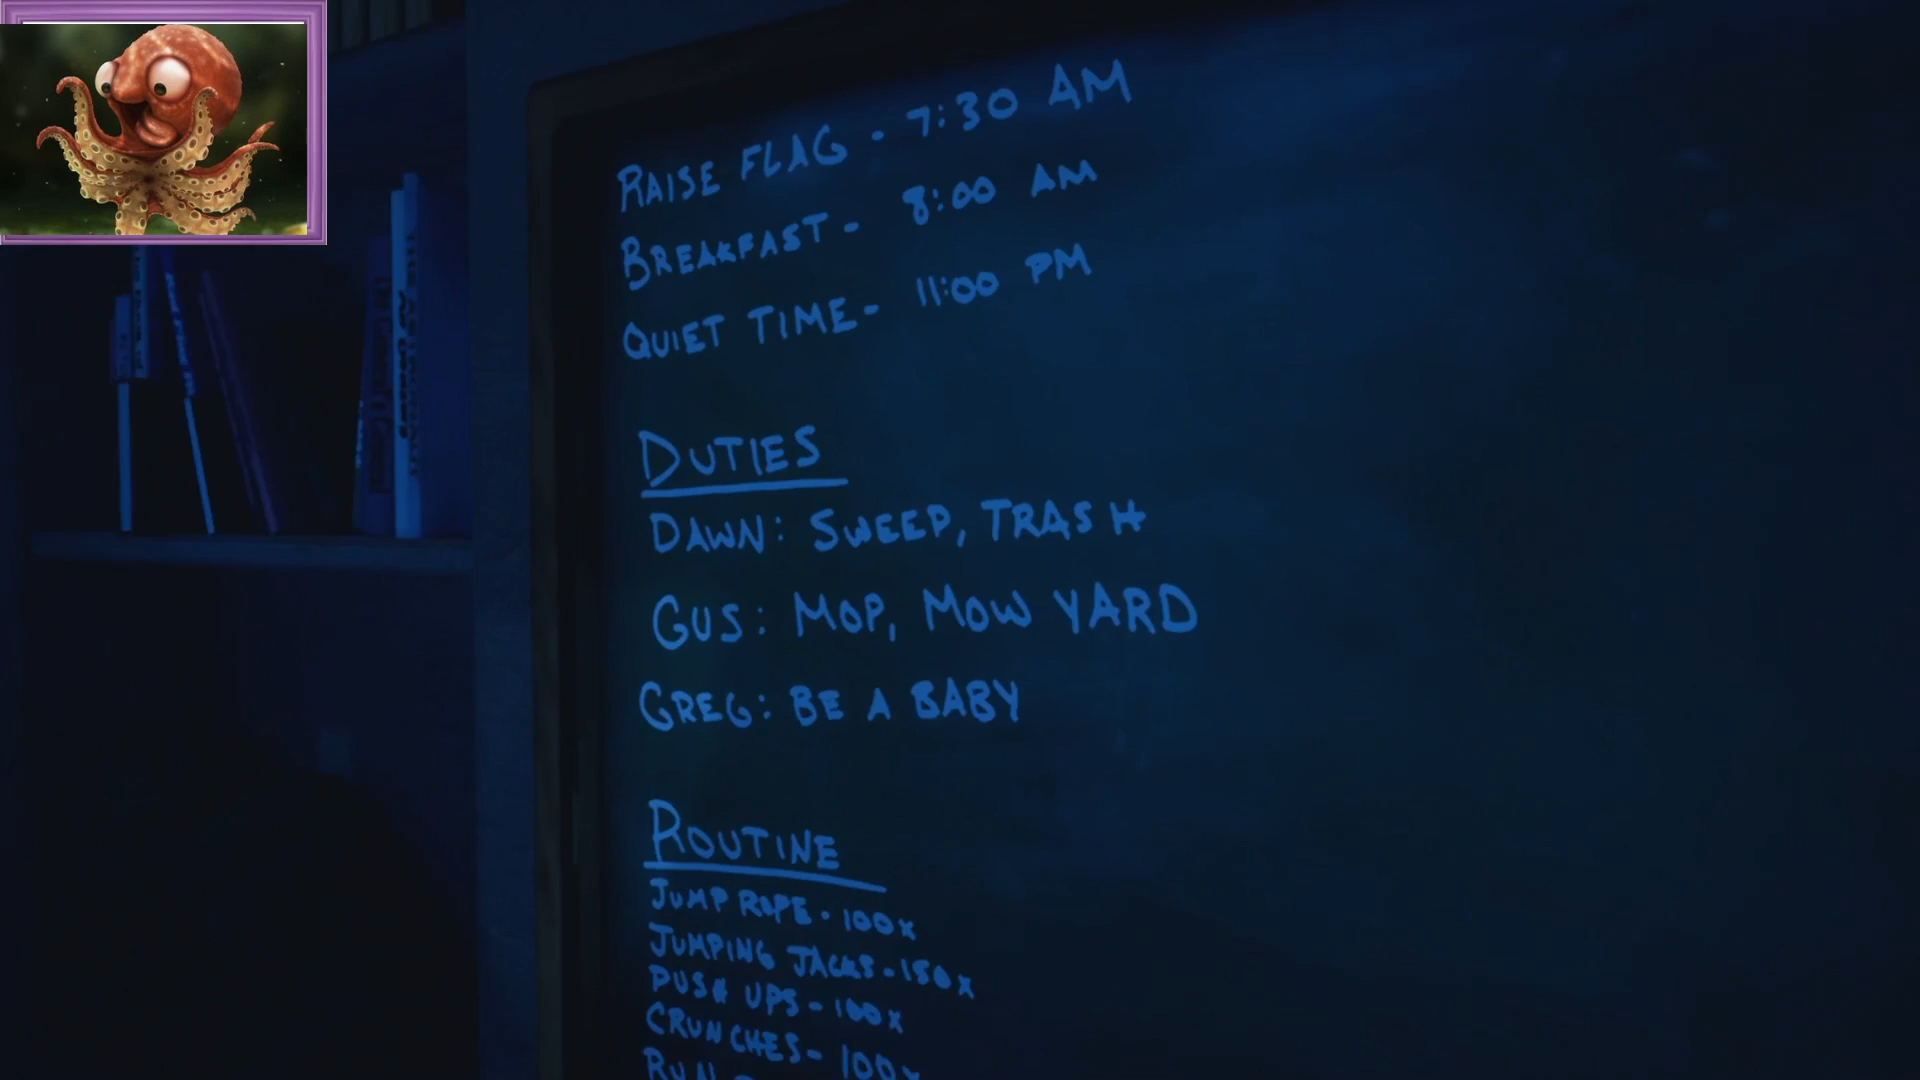 RAISE FLAG - 7:30 AM
BREAKFAST - 8:00 AM
QUIET TIME - 11:00 PM
DUTIES
DAWN: SWEEP, TRASH
GUS: MOP, MOW YARD
GREG: BE A BABY
ROUTINE
JUMP ROPE - 100x
JUMPING JACKS - 150x
PUSH UPS - 100x
CRUNCHES - 100x
RUN